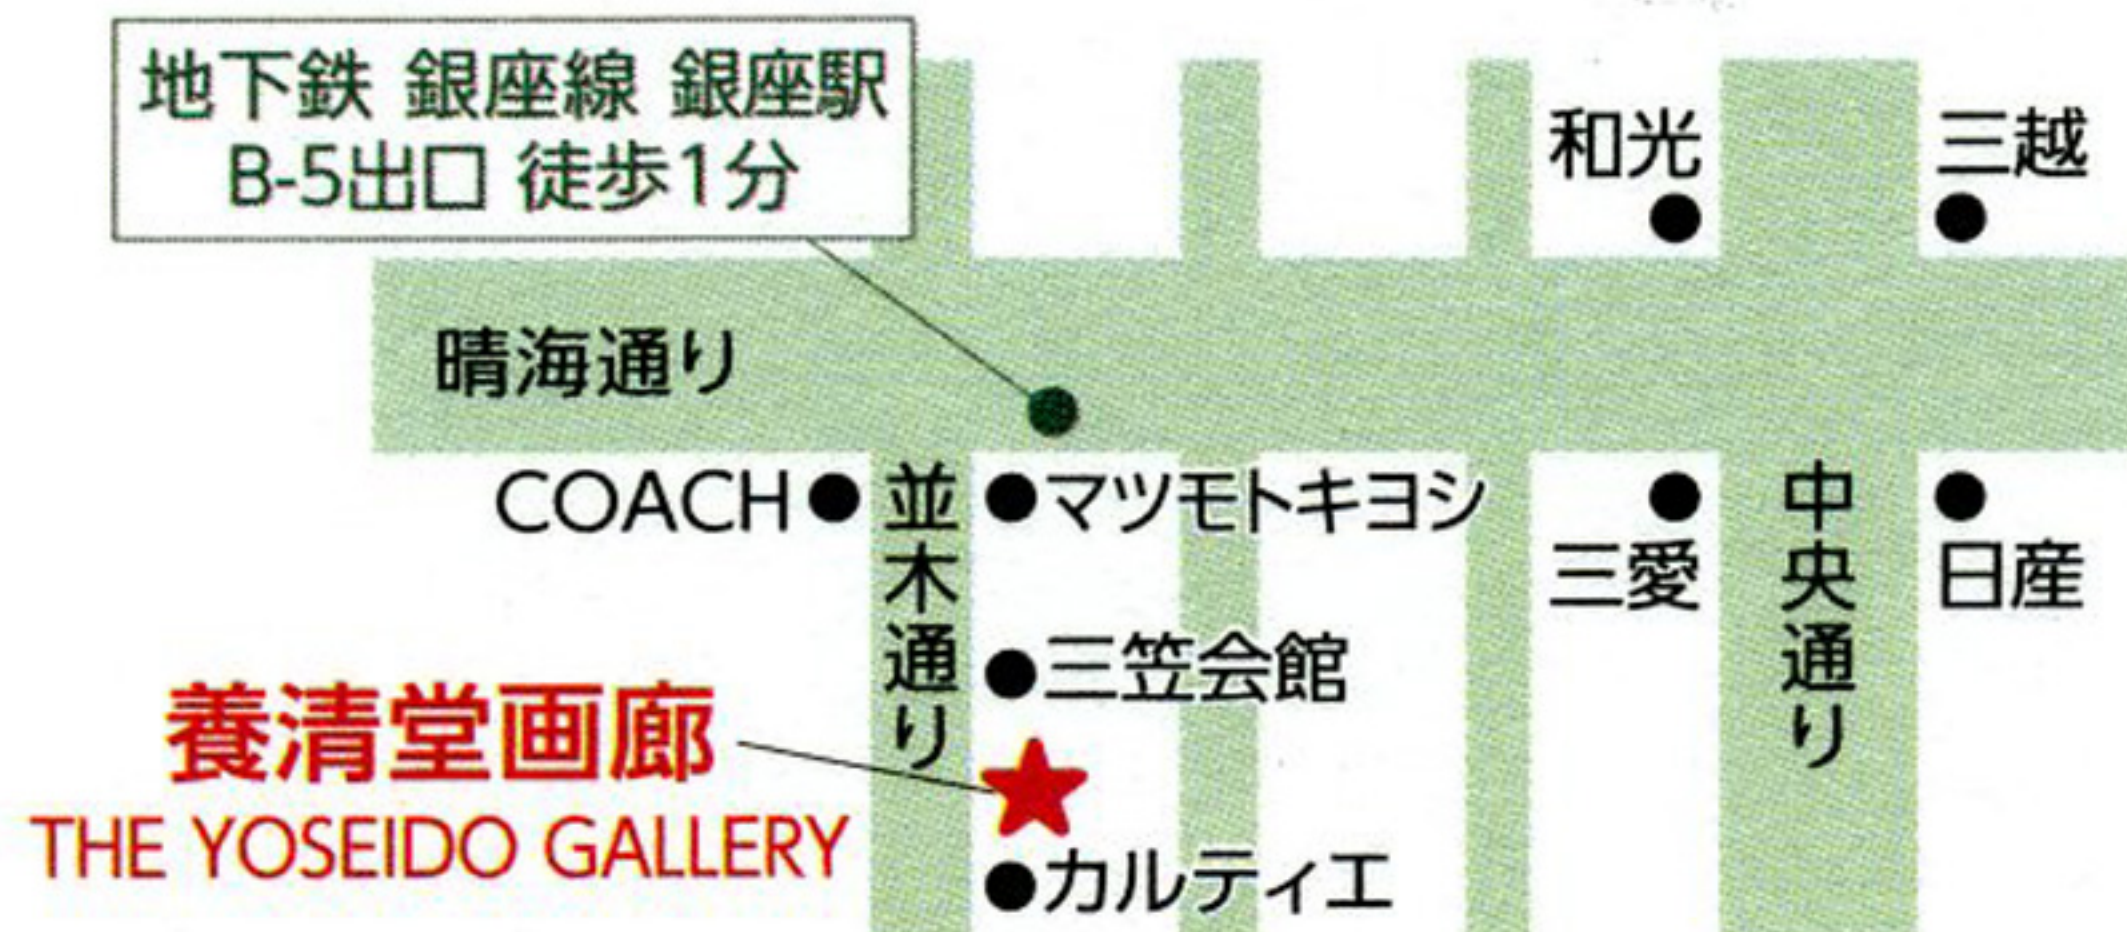 地下鉄 銀座線 銀座駅
B-5出口 徒歩1分
和光
三越
晴海通り
COACH
並木通り
マツモトキヨシ
三愛
中央通り
日産
三笠会館
養清堂画廊
THE YOSEIDO GALLERY
カルティエ